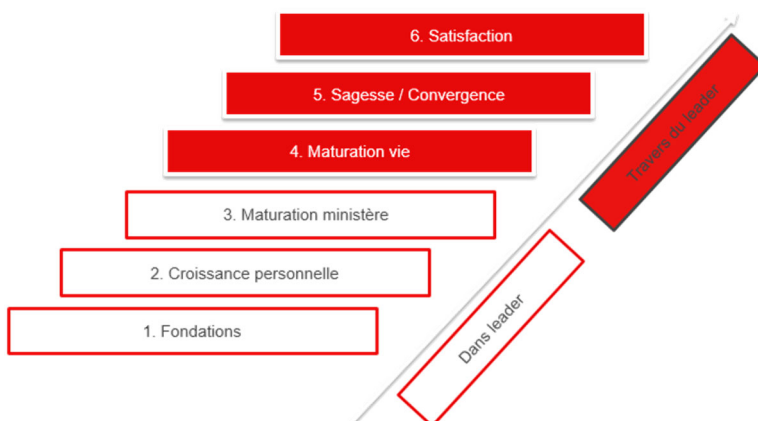 6. Satisfaction
5. Sagesse / Convergence
4. Maturation vie
3. Maturation ministère
2. Croissance personnelle
1. Fondations
Travers du leader
Dans leader